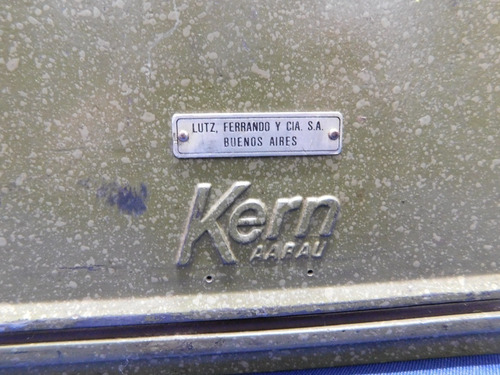 LUTZ, FERRANDO Y CIA. S.A.
BUENOS AIRES
Kern
AARAU